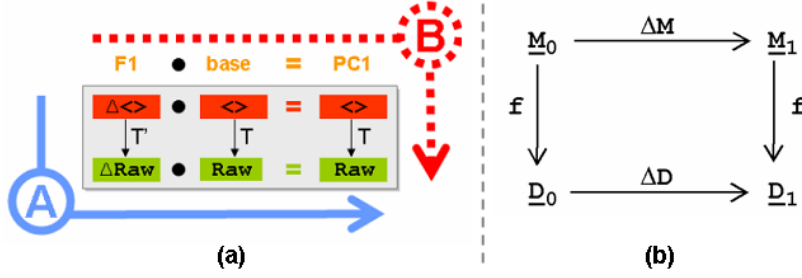 B
F1 ● base = PC1
Δ<> ● <> = <>
T' T T
ΔRaw ● Raw = Raw
A
(a)
M0 ΔM M1
f f
D0 ΔD D1
(b)